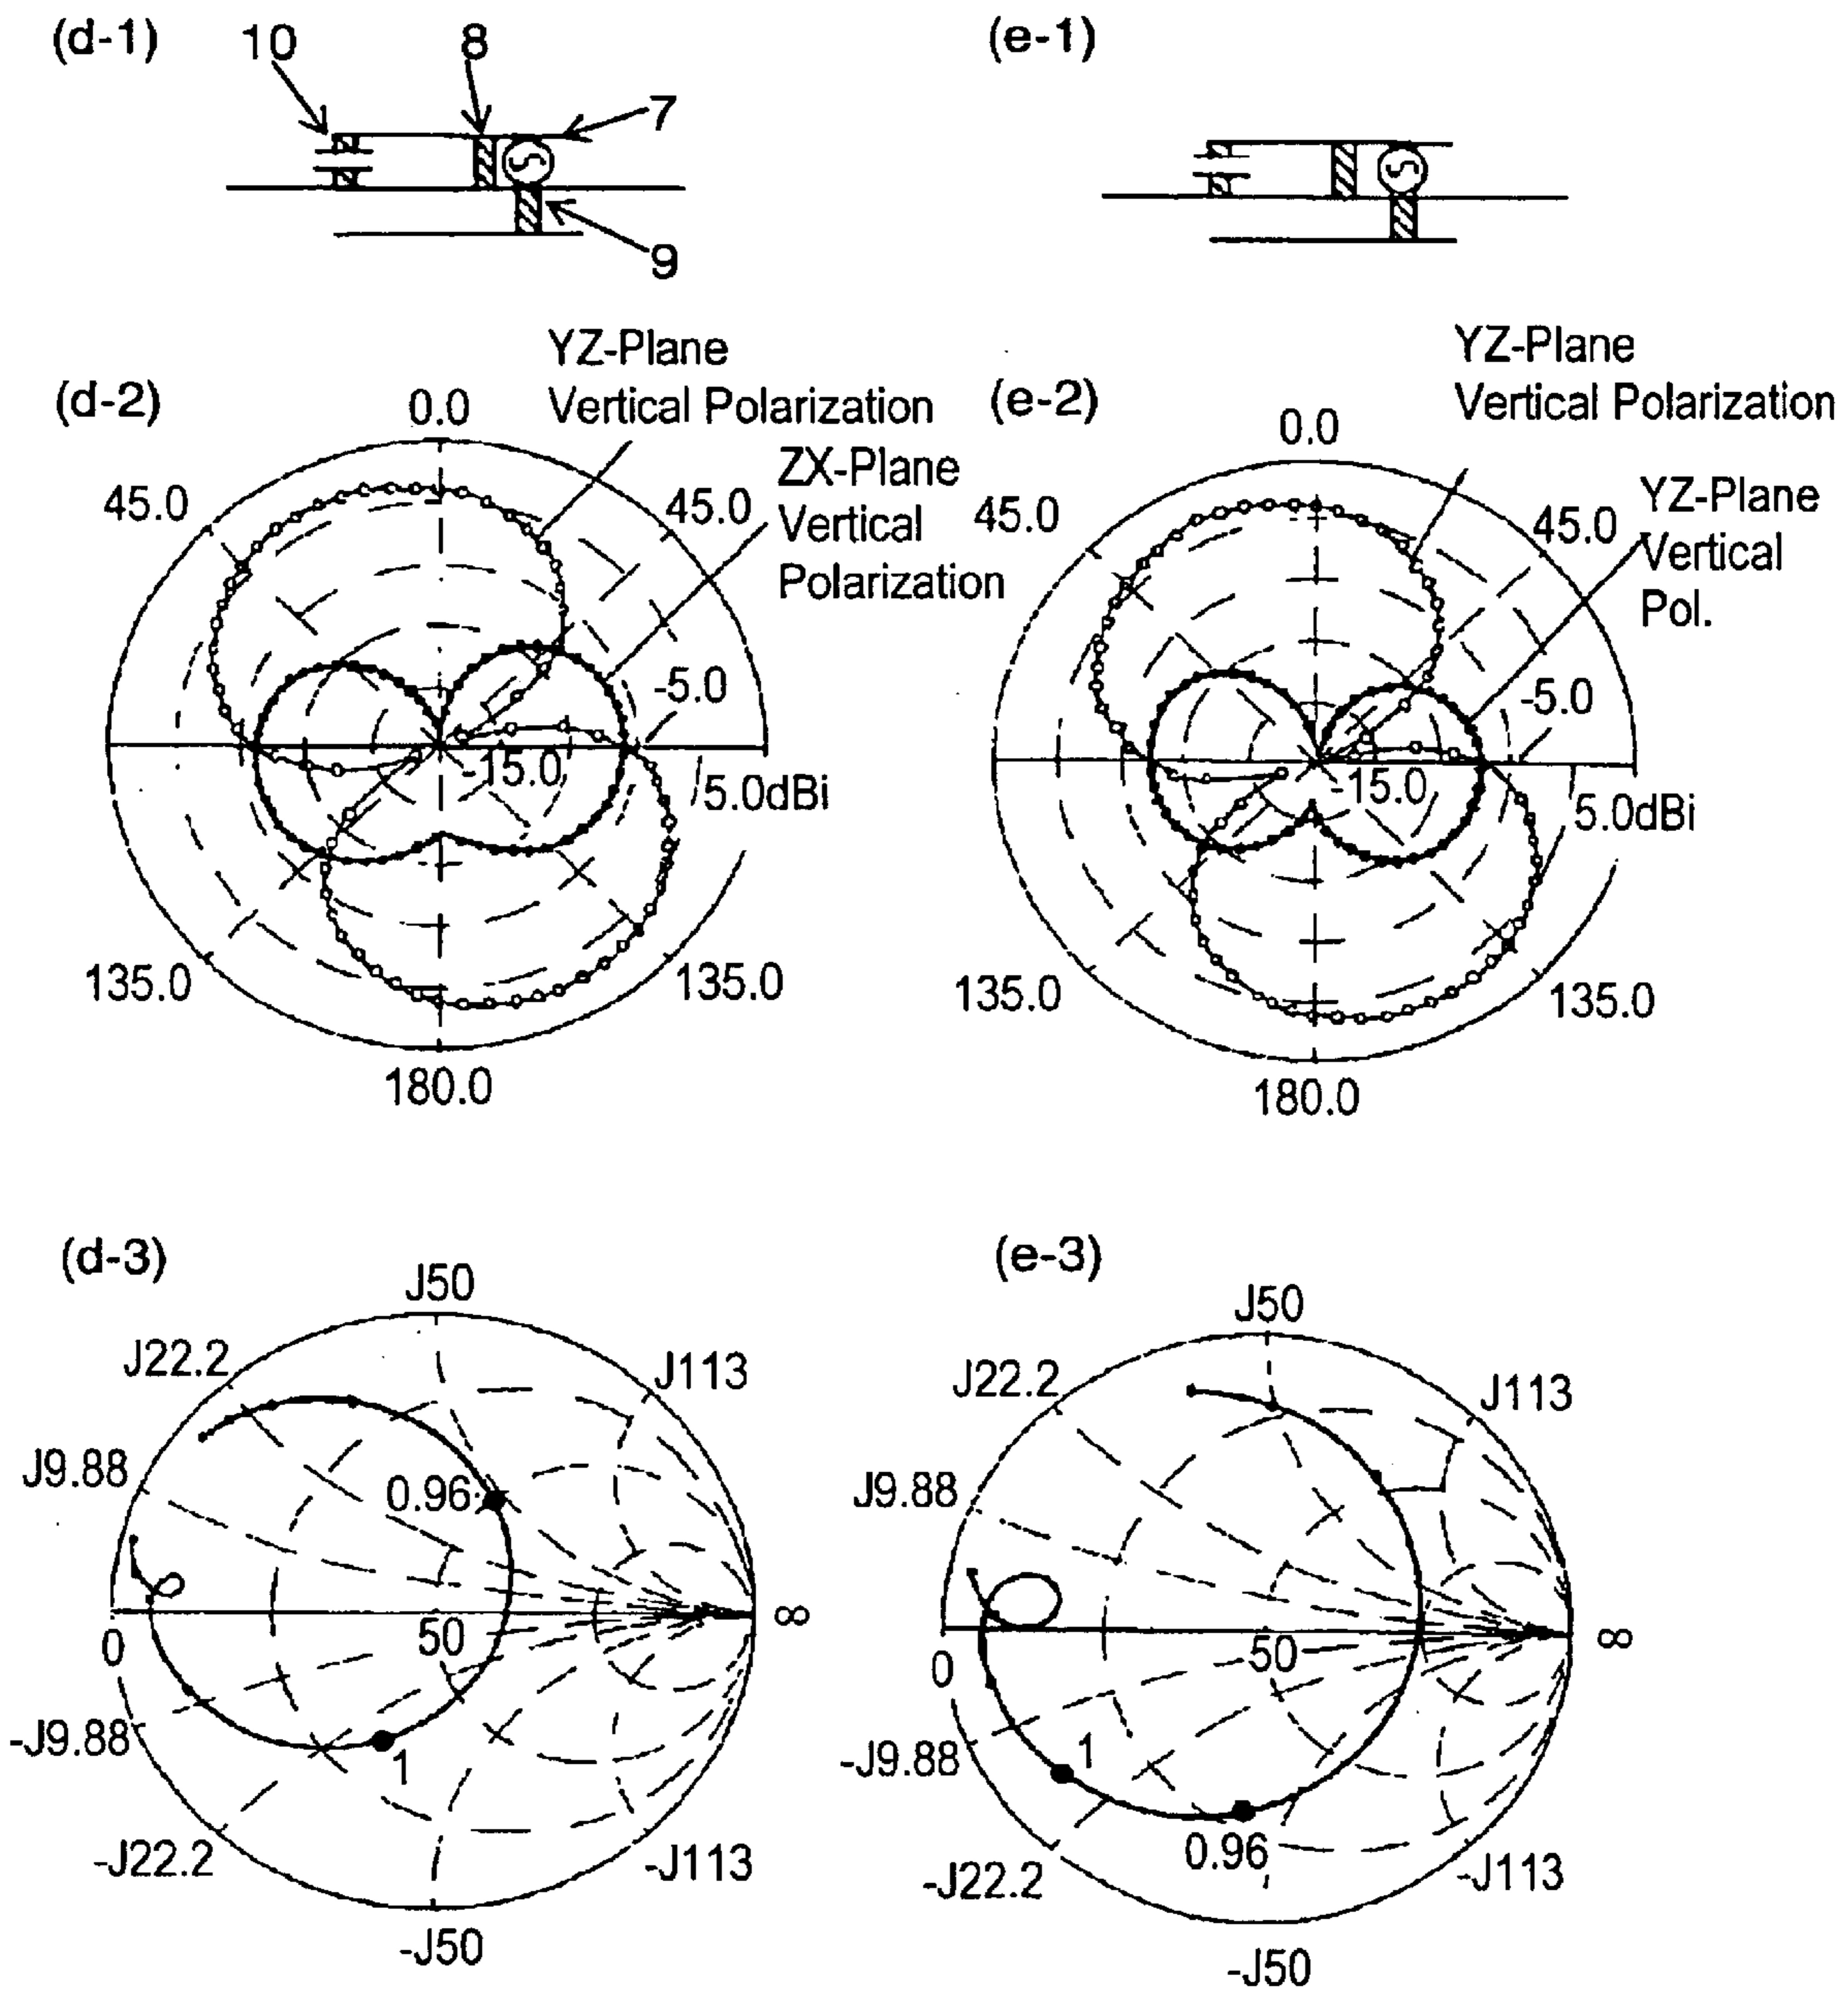 (d-1)
10
8
7
9
(e-1)
(d-2)
0.0
YZ-Plane
Vertical Polarization
ZX-Plane
Vertical
Polarization
45.0
45.0
-5.0
-15.0
5.0dBi
135.0
135.0
180.0
(e-2)
0.0
YZ-Plane
Vertical Polarization
YZ-Plane
Vertical
Pol.
45.0
45.0
-5.0
-15.0
5.0dBi
135.0
135.0
180.0
(d-3)
J50
J22.2
J113
J9.88
0.96
0
50
∞
-J9.88
1
-J22.2
-J113
-J50
(e-3)
J50
J22.2
J113
J9.88
0
50
∞
-J9.88
1
0.96
-J22.2
-J113
-J50